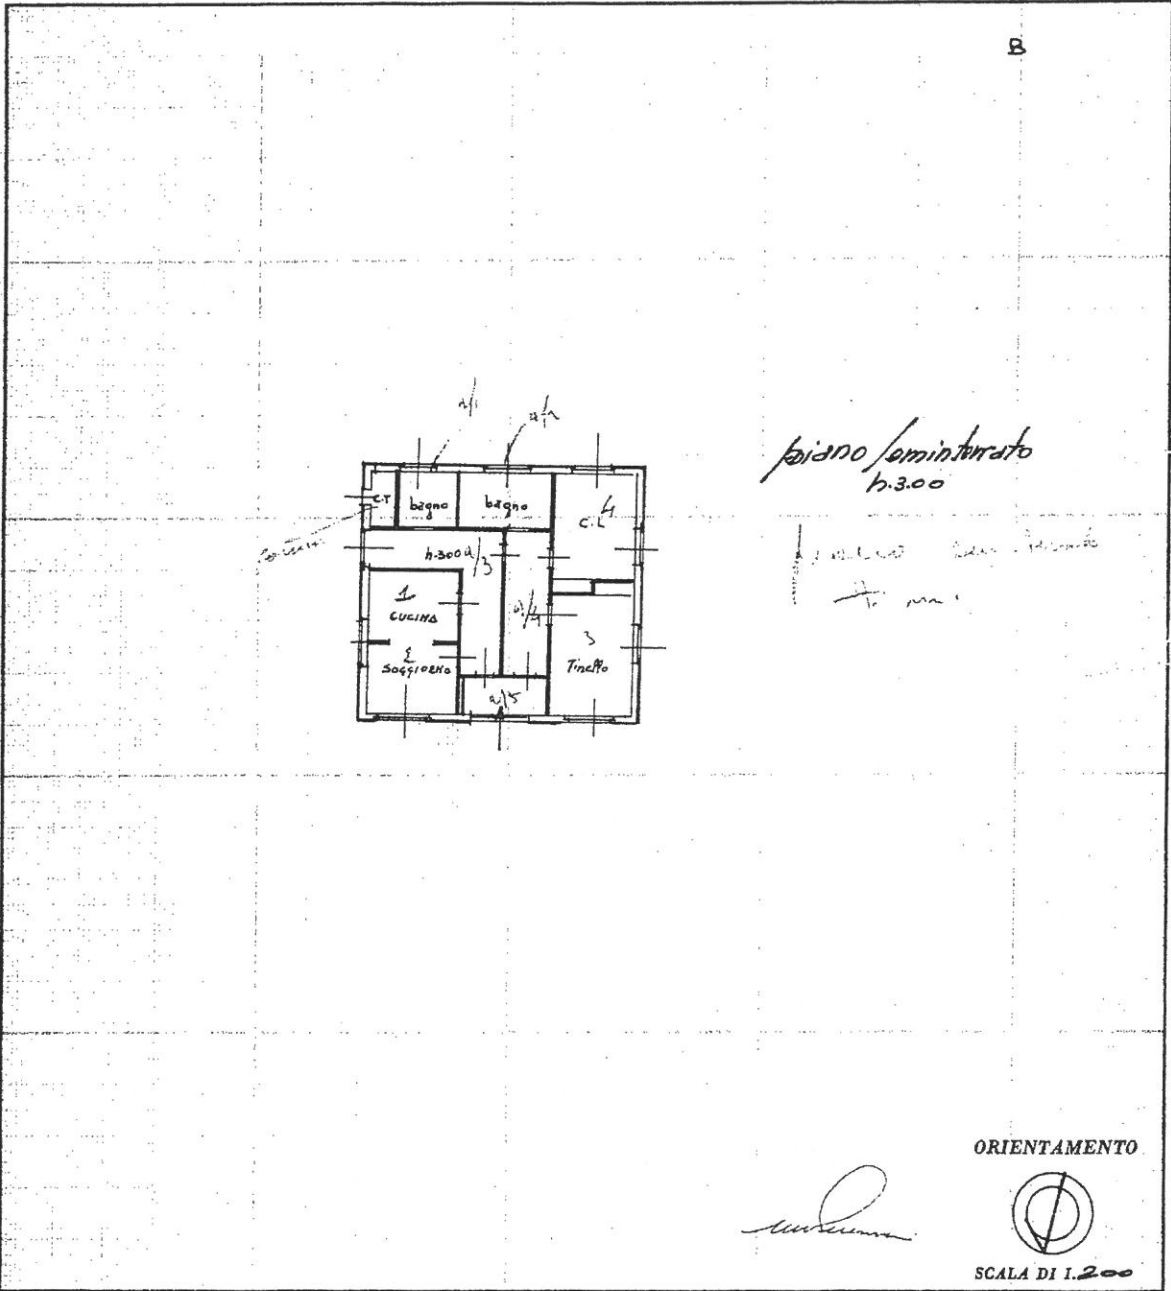 B
a/1
a/2
piano seminterrato
h.3.00
C.T
bagno
bagno
4
C.L
h.300
a/3
1
CUCINA
a/4
2
SOGGIORNO
3
Tinello
a/5
ORIENTAMENTO
SCALA DI 1.200